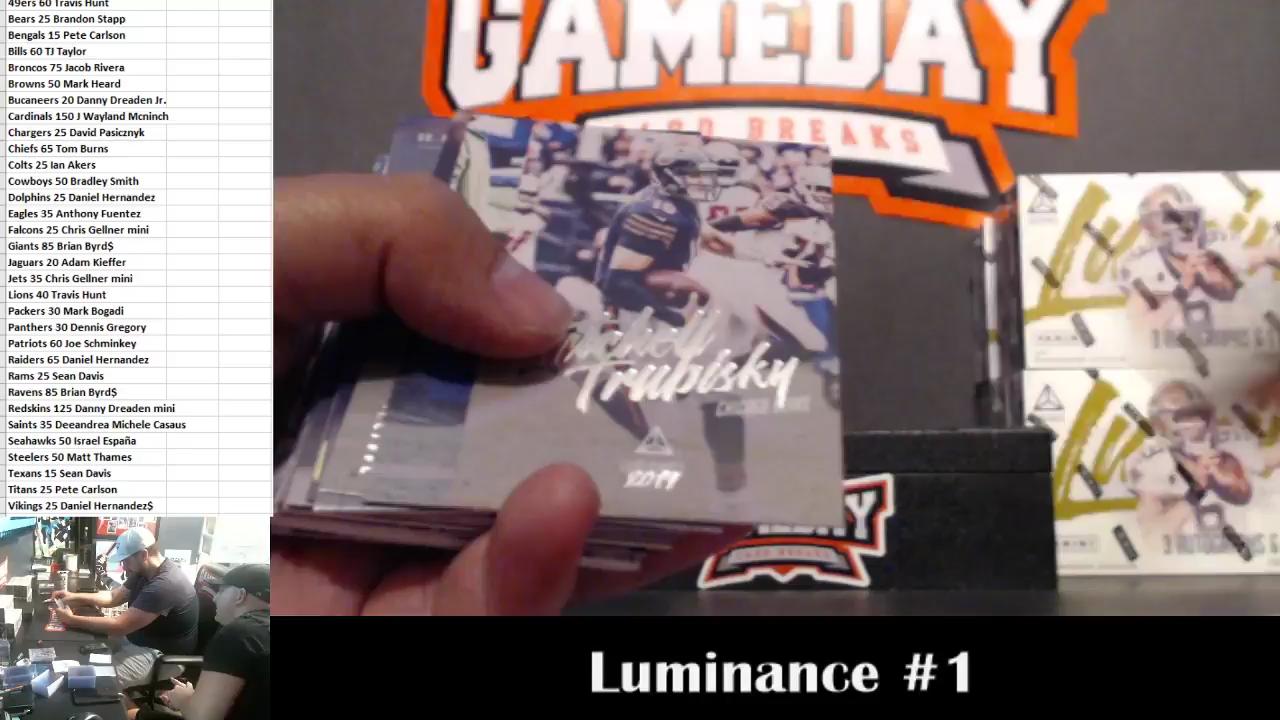 49ers 60 Travis Hunt
Bears 25 Brandon Stapp
Bengals 15 Pete Carlson
Bills 60 TJ Taylor
Broncos 75 Jacob Rivera
Browns 50 Mark Heard
Bucaneers 20 Danny Dreaden Jr.
Cardinals 150 J Wayland Mcninch
Chargers 25 David Pasicznyk
Chiefs 65 Tom Burns
Colts 25 Ian Akers
Cowboys 50 Bradley Smith
Dolphins 25 Daniel Hernandez
Eagles 35 Anthony Fuentez
Falcons 25 Chris Gellner mini
Giants 85 Brian Byrd$
Jaguars 20 Adam Kieffer
Jets 35 Chris Gellner mini
Lions 40 Travis Hunt
Packers 30 Mark Bogadi
Panthers 30 Dennis Gregory
Patriots 60 Joe Schminkey
Raiders 65 Daniel Hernandez
Rams 25 Sean Davis
Ravens 85 Brian Byrd$
Redskins 125 Danny Dreaden mini
Saints 35 Deeandrea Michele Casaus
Seahawks 50 Israel España
Steelers 50 Matt Thames
Texans 15 Sean Davis
Titans 25 Pete Carlson
Vikings 25 Daniel Hernandez$
GAMEDAY
BREAKS
Mitchell
Trubisky
CHICAGO BEARS
Luminance #1